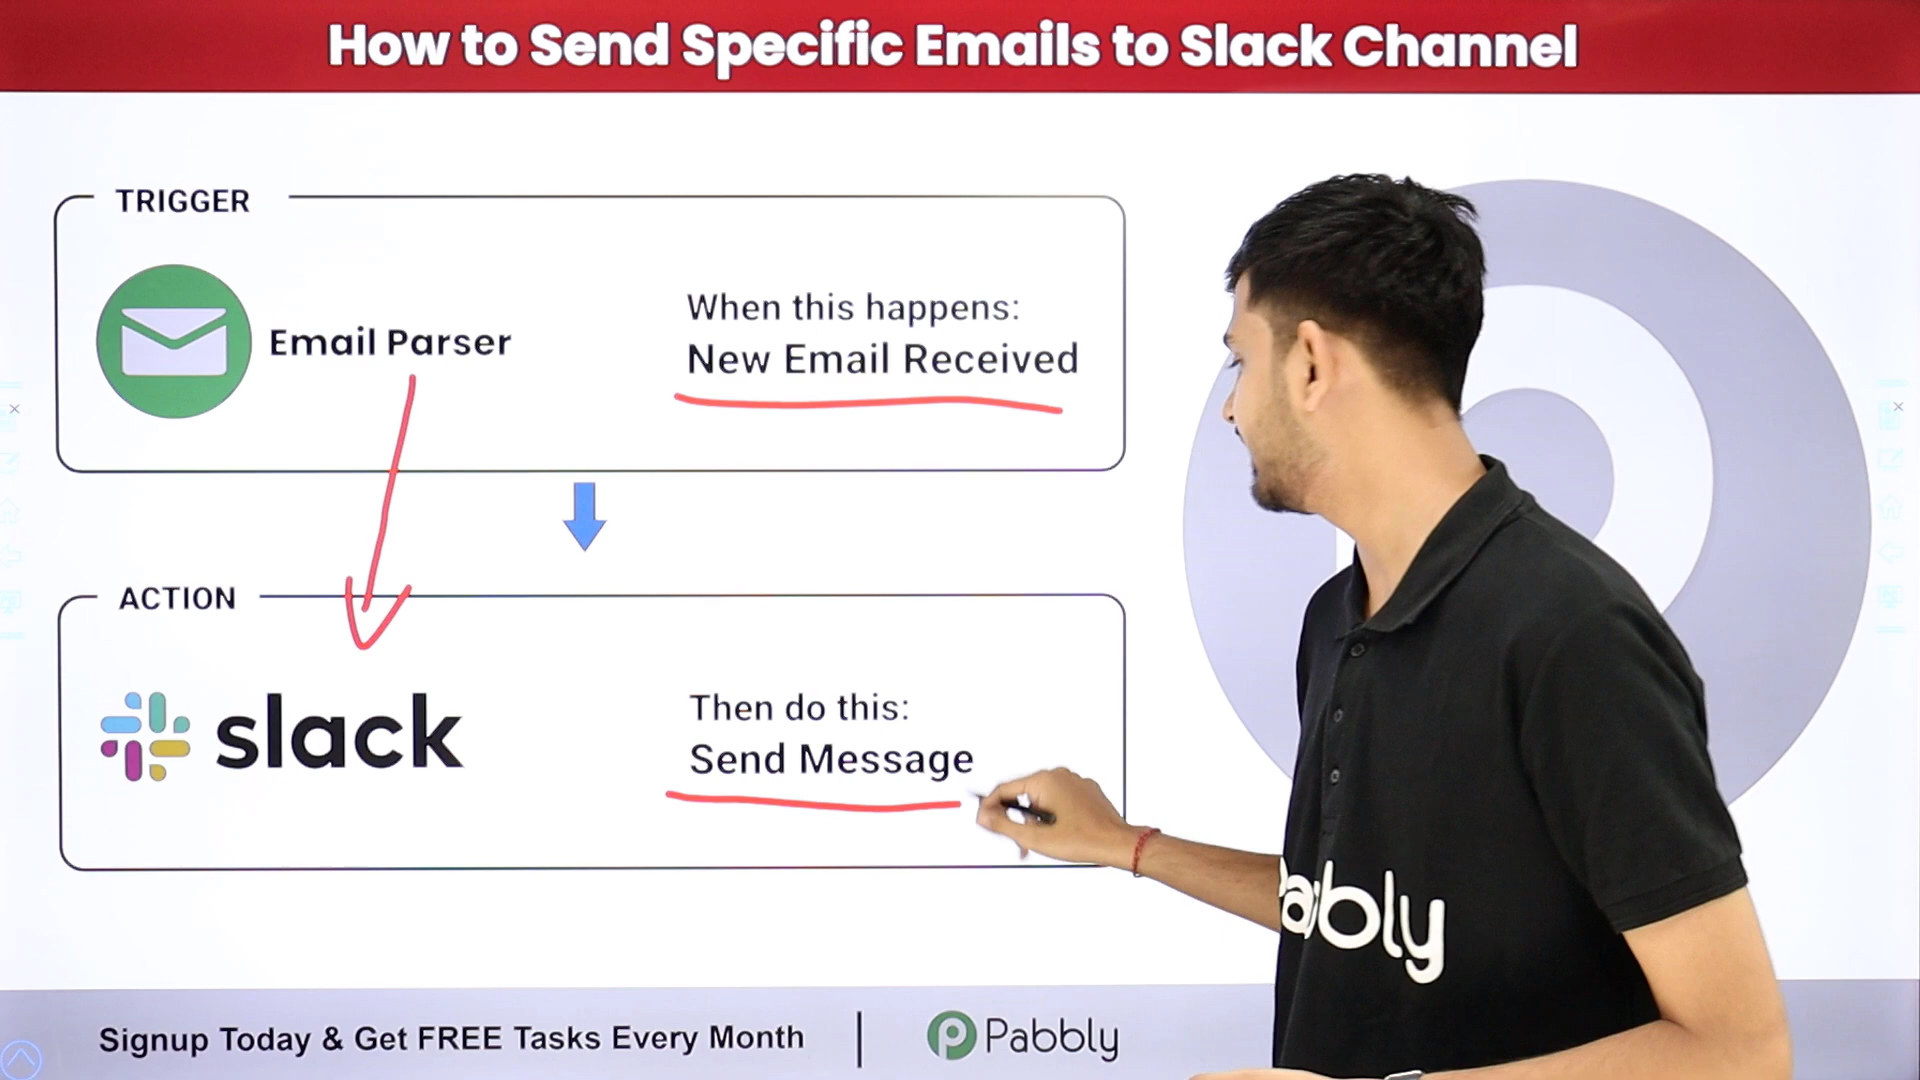 How to Send Specific Emails to Slack Channel
TRIGGER
Email Parser
When this happens:
New Email Received
ACTION
slack
Then do this:
Send Message
Pabbly
Signup Today & Get FREE Tasks Every Month
Pabbly